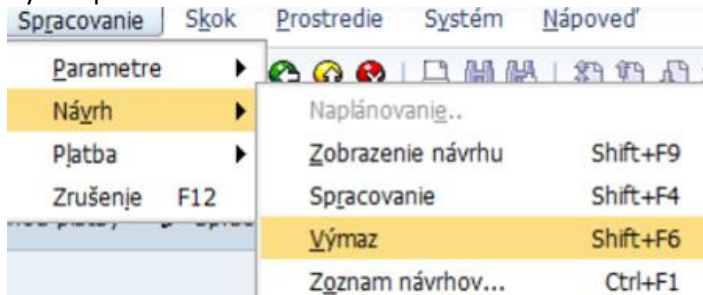 Spracovanie Skok Prostredie Systém Nápoveď
Parametre
Návrh
Platba
Zrušenie F12
Naplánovanie..
Zobrazenie návrhu Shift+F9
Spracovanie Shift+F4
Výmaz Shift+F6
Zoznam návrhov... Ctrl+F1